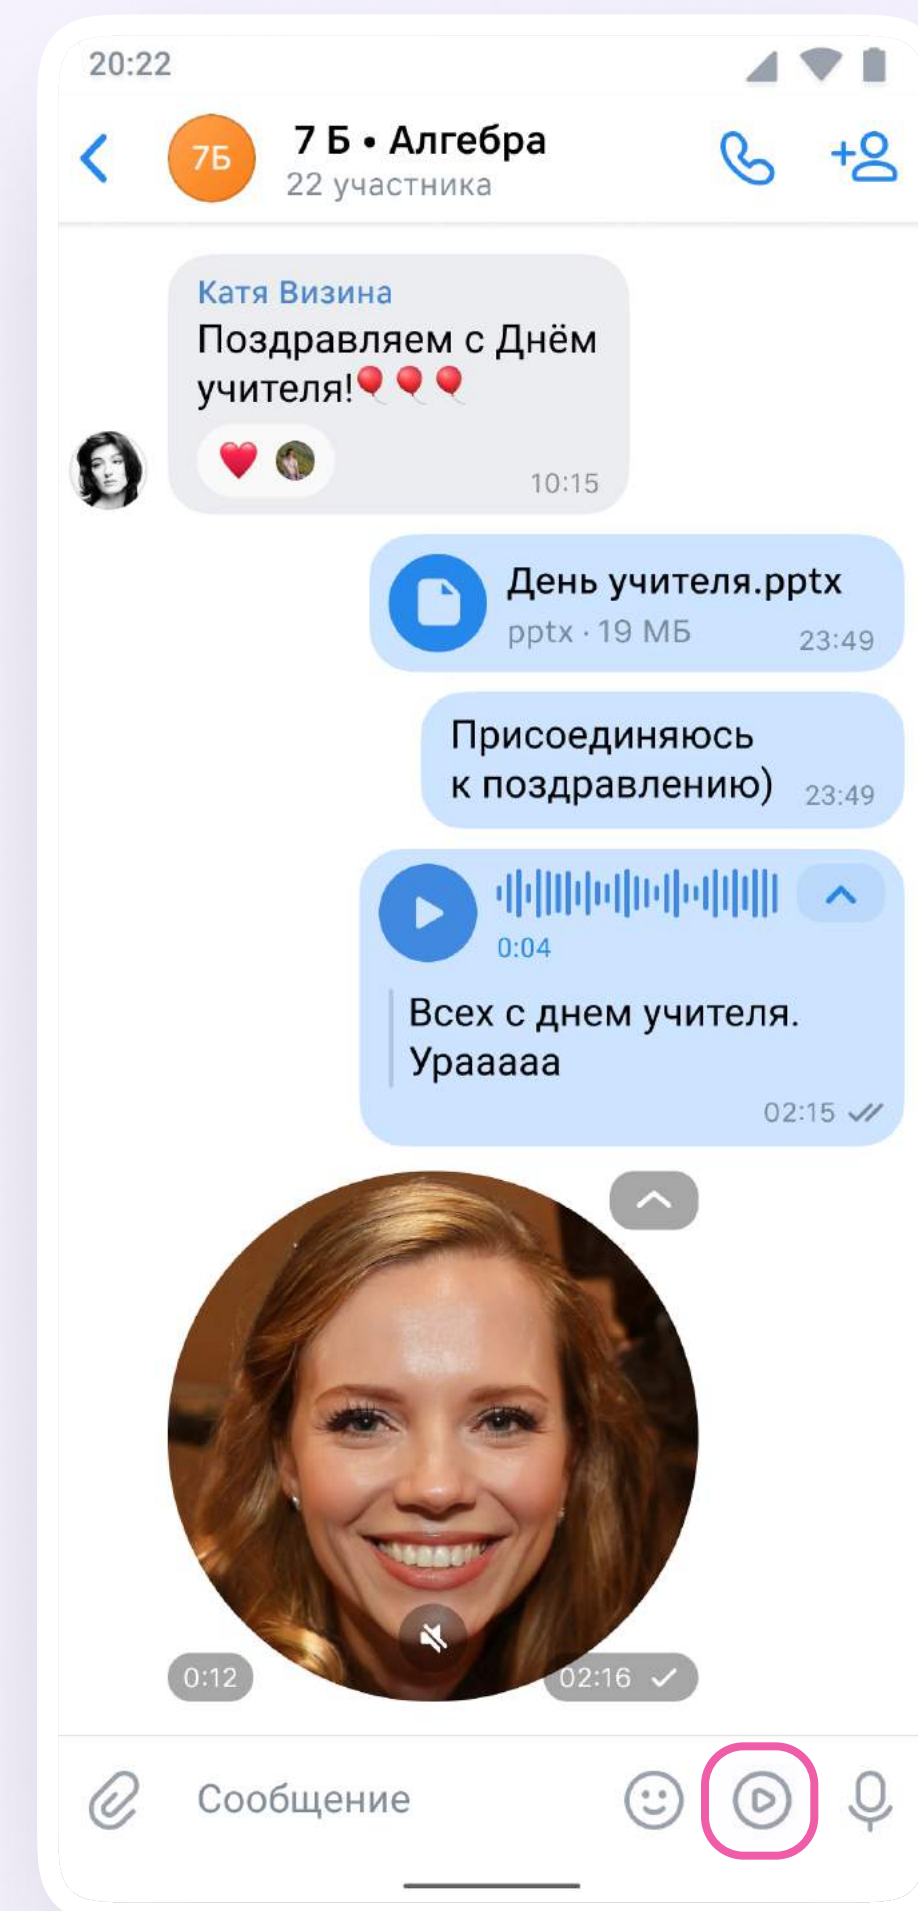 20:22
7Б
7 Б • Алгебра
22 участника
Катя Визина
Поздравляем с Днём
учителя!🎈🎈🎈
10:15
День учителя.pptx
pptx · 19 МБ
23:49
Присоединяюсь
к поздравлению)
23:49
0:04
Всех с днем учителя.
Урааааа
02:15
0:12
02:16
Сообщение